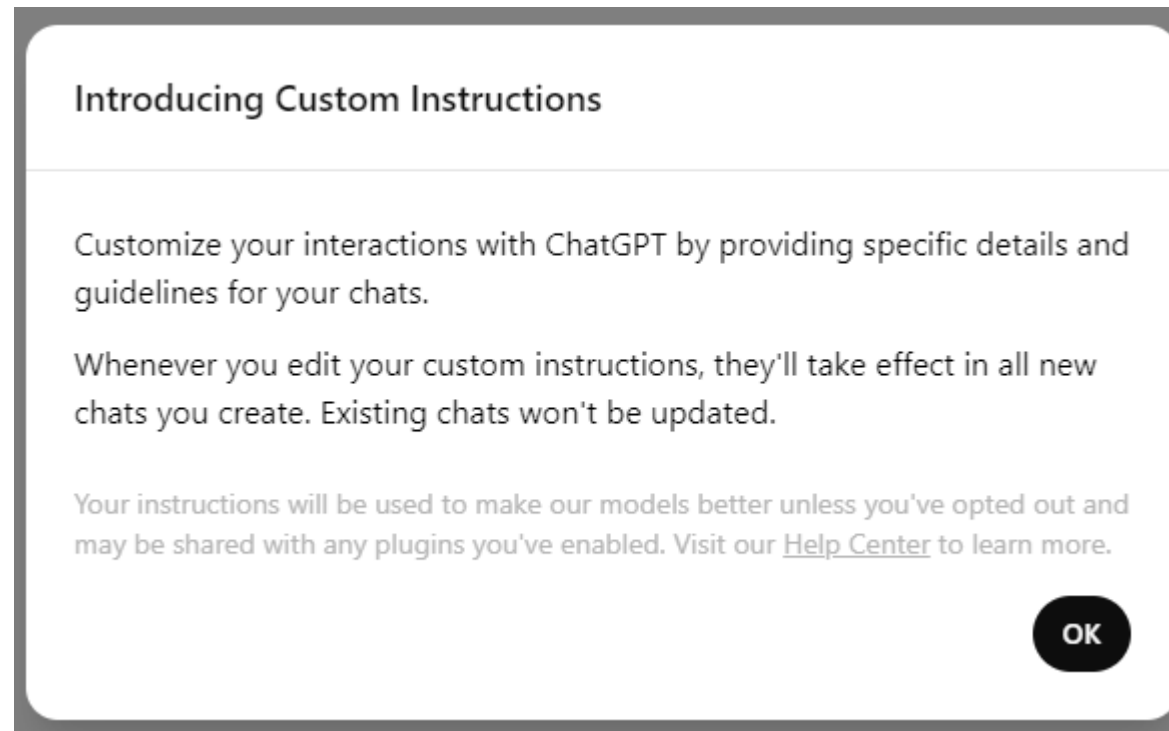 Introducing Custom Instructions
Customize your interactions with ChatGPT by providing specific details and
guidelines for your chats.
Whenever you edit your custom instructions, they'll take effect in all new
chats you create. Existing chats won't be updated.
Your instructions will be used to make our models better unless you've opted out and
may be shared with any plugins you've enabled. Visit our Help Center to learn more.
OK